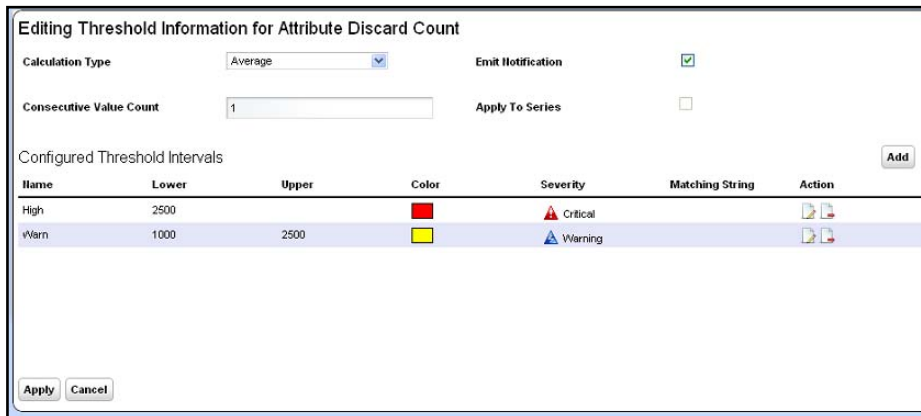 Editing Threshold Information for Attribute Discard Count
Calculation Type Average Emit Notification
Consecutive Value Count 1 Apply To Series
Configured Threshold Intervals Add
Name Lower Upper Color Severity Matching String Action
High 2500 Critical
Warn 1000 2500 Warning
Apply Cancel